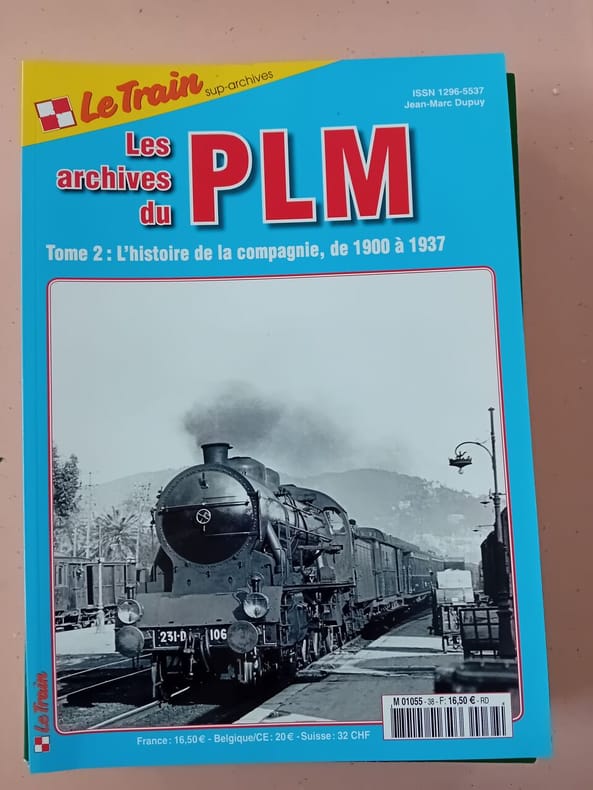 Le Train
sup-archives
ISSN 1296-5537
Jean-Marc Dupuy
Les
archives
du
PLM
Tome 2 : L'histoire de la compagnie, de 1900 à 1937
231-D 106
Le Train
M 01055 - 38 - F: 16,50 € - RD
France : 16,50 € - Belgique/CE : 20 € - Suisse : 32 CHF